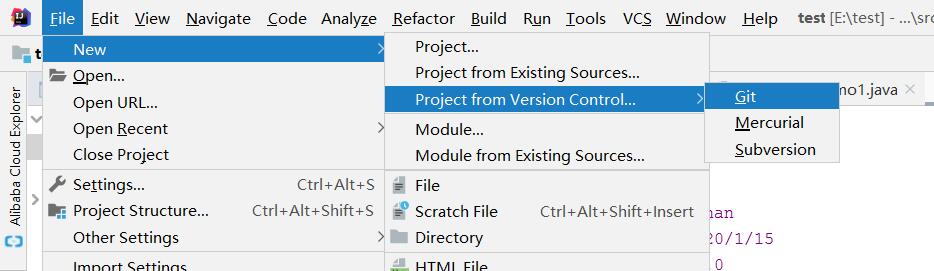 File Edit View Navigate Code Analyze Refactor Build Run Tools VCS Window Help test [E:\test] - ...\src
New
Open...
Open URL...
Open Recent
Close Project
Settings... Ctrl+Alt+S
Project Structure... Ctrl+Alt+Shift+S
Other Settings
Import Settings
Project...
Project from Existing Sources...
Project from Version Control...
Module...
Module from Existing Sources...
File
Scratch File Ctrl+Alt+Shift+Insert
Directory
HTML File
Git
Mercurial
Subversion
mo1.java
nan
20/1/15
0
Alibaba Cloud Explorer